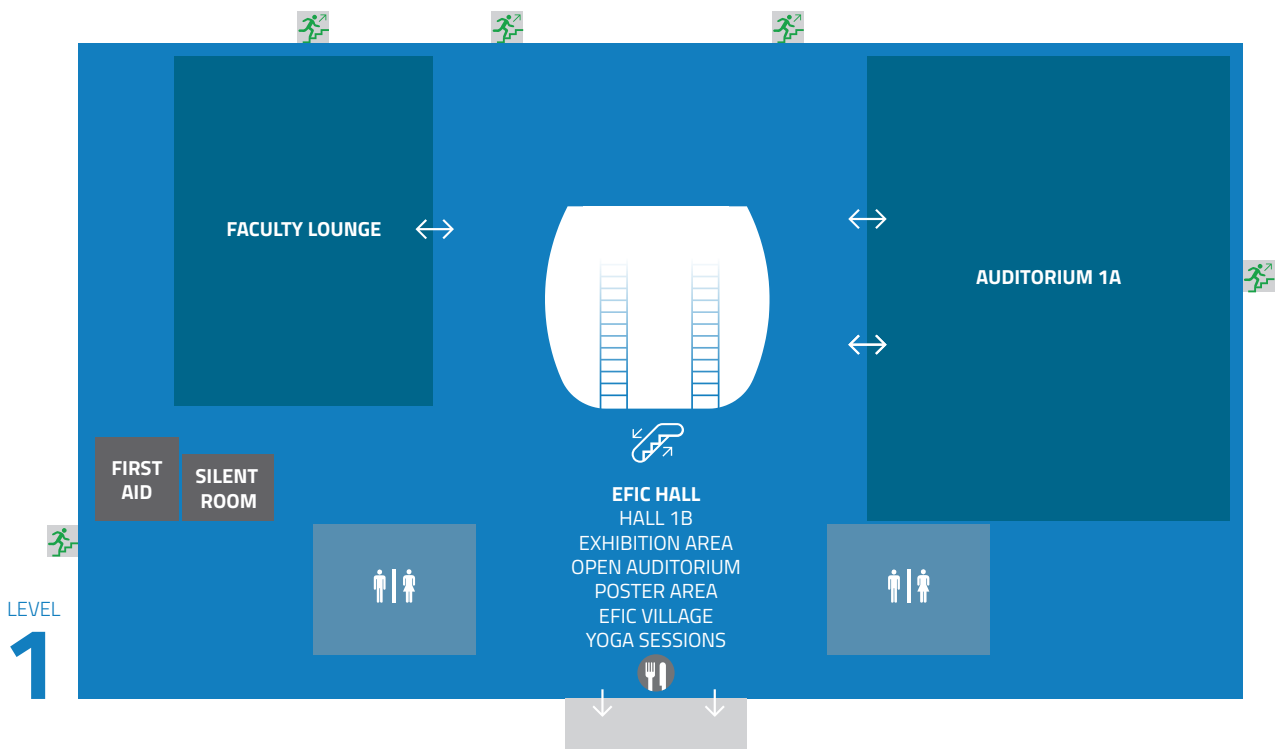 FACULTY LOUNGE
AUDITORIUM 1A
FIRST
AID
SILENT
ROOM
EFIC HALL
HALL 1B
EXHIBITION AREA
OPEN AUDITORIUM
POSTER AREA
EFIC VILLAGE
YOGA SESSIONS
LEVEL
1